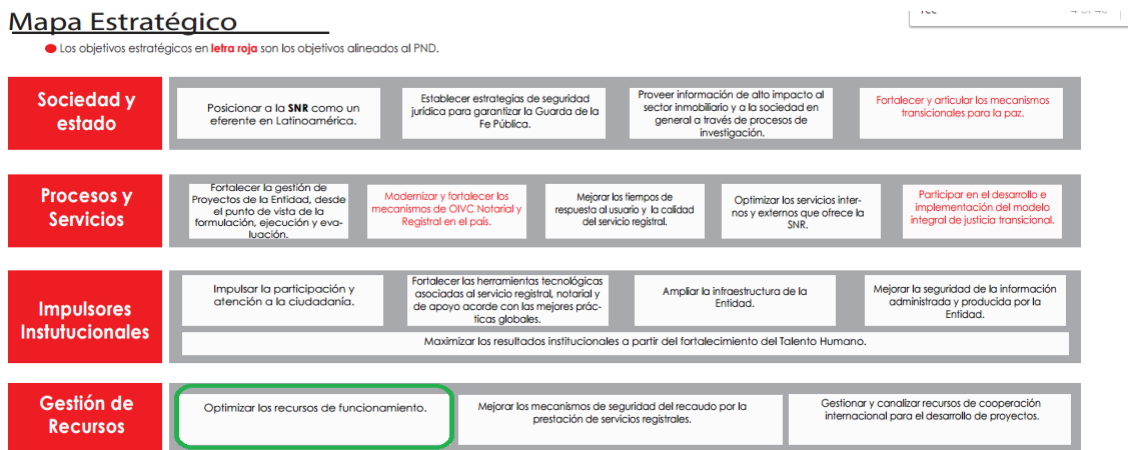 Mapa Estratégico
Los objetivos estratégicos en letra roja son los objetivos alineados al PND.
Sociedad y
estado
Posicionar a la SNR como un
eferente en Latinoamérica.
Establecer estrategias de seguridad
jurídica para garantizar la Guarda de la
Fe Pública.
Proveer información de alto impacto al
sector inmobiliario y a la sociedad en
general a través de procesos de
investigación.
Fortalecer y articular los mecanismos
transicionales para la paz.
Procesos y
Servicios
Fortalecer la gestión de
Proyectos de la Entidad, desde
el punto de vista de la
formulación, ejecución y eva-
luación.
Modernizar y fortalecer los
mecanismos de OIVC Notarial y
Registral en el país.
Mejorar los tiempos de
respuesta al usuario y la calidad
del servicio registral.
Optimizar los servicios inter-
nos y externos que ofrece la
SNR.
Participar en el desarrollo e
implementación del modelo
integral de justicia transicional.
Impulsores
Instutucionales
Impulsar la participación y
atención a la ciudadanía.
Fortalecer las herramientas tecnológicas
asociadas al servicio registral, notarial y
de apoyo acorde con las mejores prác-
ticas globales.
Ampliar la infraestructura de la
Entidad.
Mejorar la seguridad de la información
administrada y producida por la
Entidad.
Maximizar los resultados institucionales a partir del fortalecimiento del Talento Humano.
Gestión de
Recursos
Optimizar los recursos de funcionamiento.
Mejorar los mecanismos de seguridad del recaudo por la
prestación de servicios registrales.
Gestionar y canalizar recursos de cooperación
internacional para el desarrollo de proyectos.